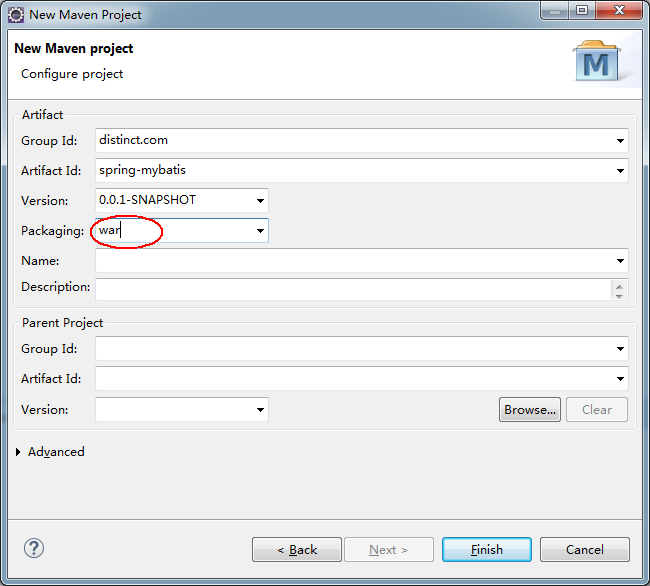 New Maven Project
New Maven project
Configure project
M
Artifact
Group Id: distinct.com
Artifact Id: spring-mybatis
Version: 0.0.1-SNAPSHOT
Packaging: war
Name:
Description:
Parent Project
Group Id:
Artifact Id:
Version: Browse... Clear
Advanced
? < Back Next > Finish Cancel